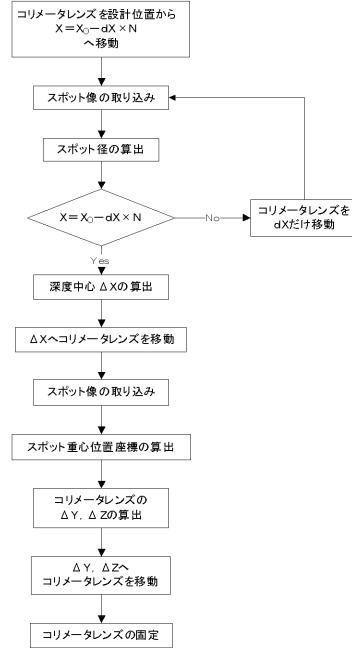 コリメータレンズを設計位置から
X＝X₀－dX×N
へ移動
スポット像の取り込み
スポット径の算出
X＝X₀－dX×N
No
コリメータレンズを
dXだけ移動
Yes
深度中心 ΔXの算出
ΔXへコリメータレンズを移動
スポット像の取り込み
スポット重心位置座標の算出
コリメータレンズの
ΔY, ΔZの算出
ΔY, ΔZへ
コリメータレンズを移動
コリメータレンズの固定